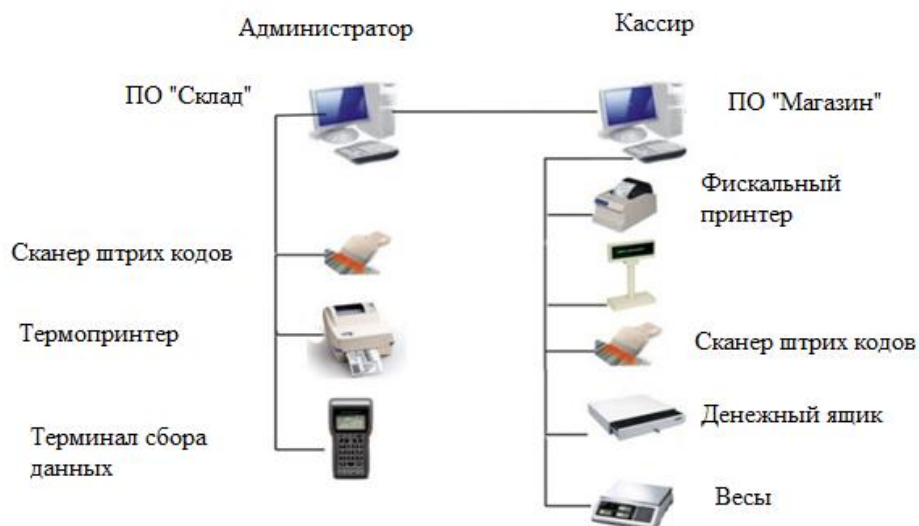 Администратор
Кассир
ПО "Склад"
ПО "Магазин"
Фискальный
принтер
Сканер штрих кодов
Термопринтер
Сканер штрих кодов
Денежный ящик
Терминал сбора
данных
Весы